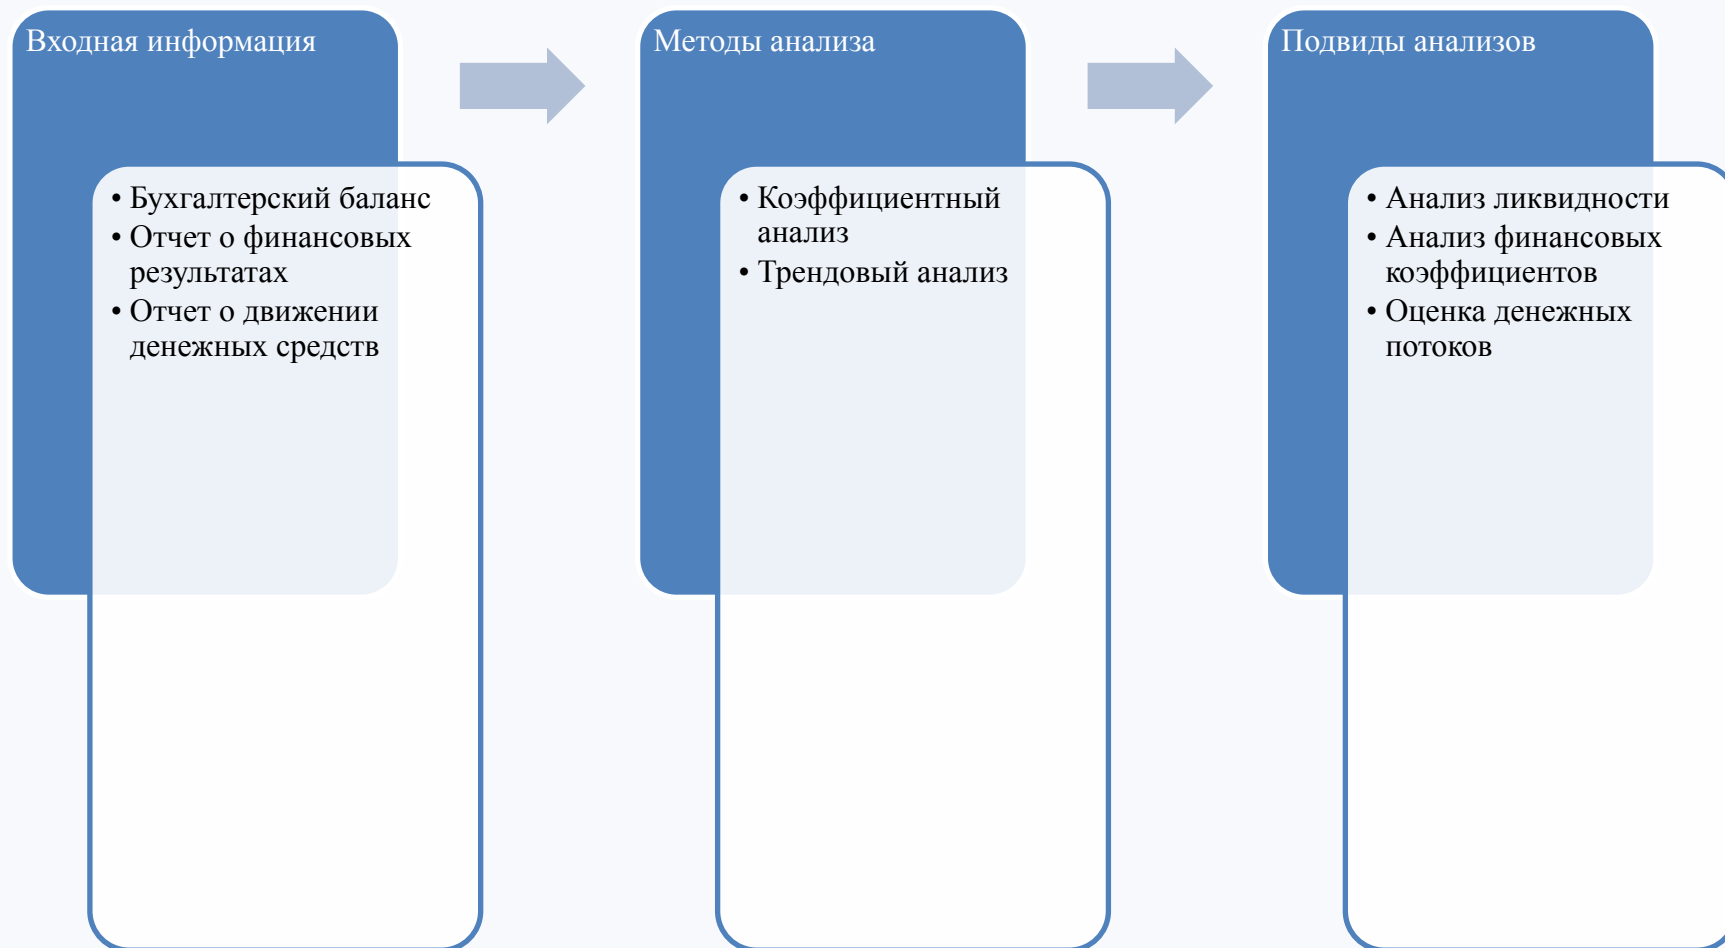 Входная информация
• Бухгалтерский баланс
• Отчет о финансовых
результатах
• Отчет о движении
денежных средств
Методы анализа
• Коэффициентный
анализ
• Трендовый анализ
Подвиды анализов
• Анализ ликвидности
• Анализ финансовых
коэффициентов
• Оценка денежных
потоков